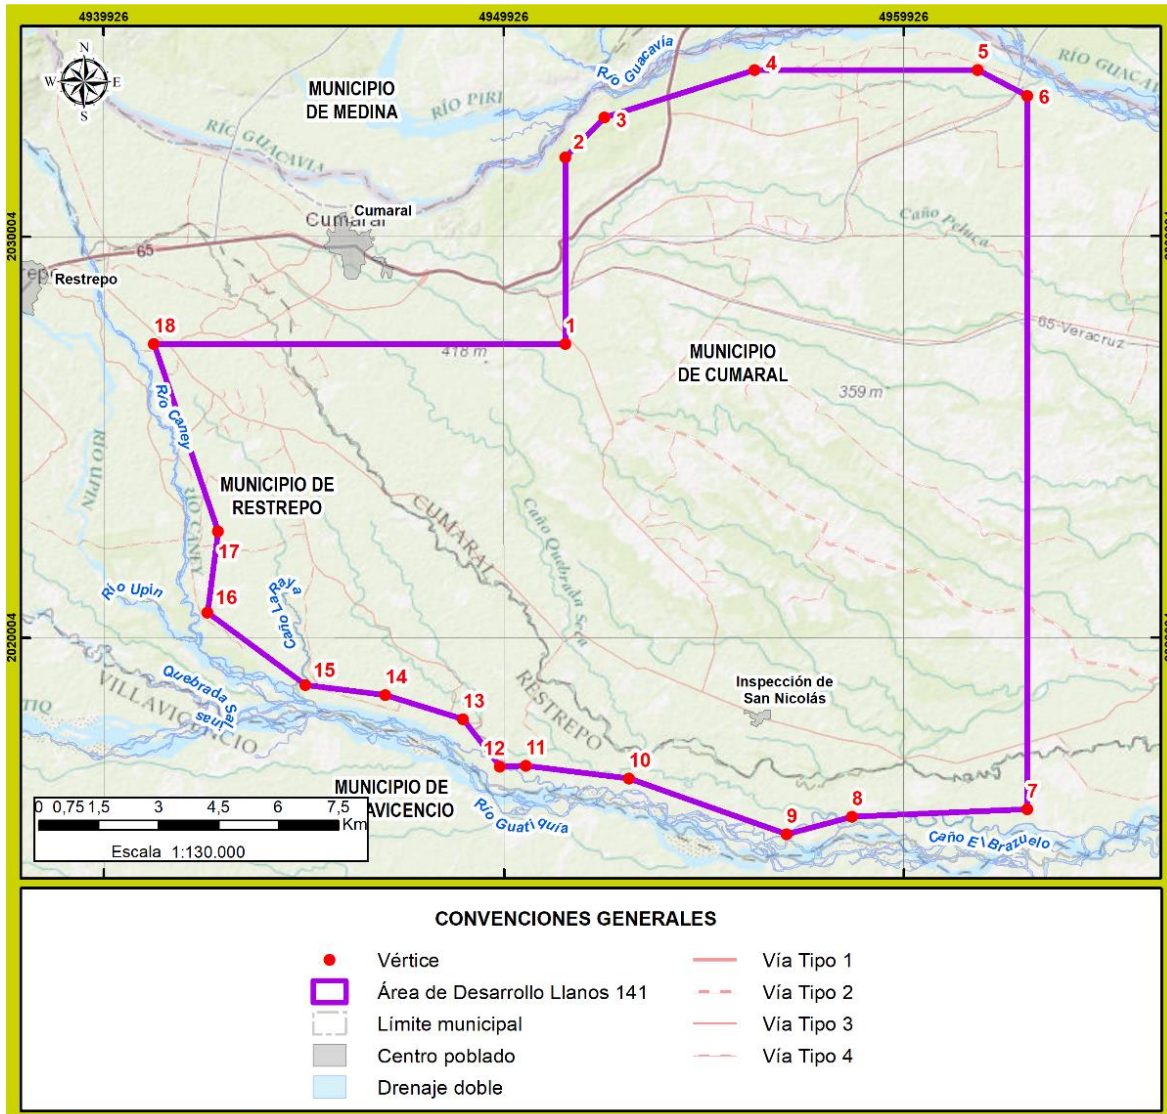 4939926
4949926
4959926
N
W
E
S
MUNICIPIO
DE MEDINA
RÍO PIRI
Río Guacavía
RÍO GUACAVIA
RÍO GUACA
4
5
6
3
2
Cumaral
Cumaral
Caño Peluca
2030004
65
Restrepo
18
1
418 m
MUNICIPIO
DE CUMARAL
65-Veracruz
359 m
Río Caney
RIO UPIN
MUNICIPIO DE
RESTREPO
RIO CANEY
CUMARAL
Caño Quebrada Seca
17
Río Upin
Caño La Raya
16
2020004
15
14
13
Quebrada Salinas
VILLAVICENCIO
RESTREPO
Inspección de
San Nicolás
12
11
10
MUNICIPIO DE
AVICENCIO
Río Guatiquía
9
8
7
Caño El Brazuelo
0 0,75 1,5 3 4,5 6 7,5
Km
Escala 1:130.000
CONVENCIONES GENERALES
Vértice
Área de Desarrollo Llanos 141
Límite municipal
Centro poblado
Drenaje doble
Vía Tipo 1
Vía Tipo 2
Vía Tipo 3
Vía Tipo 4